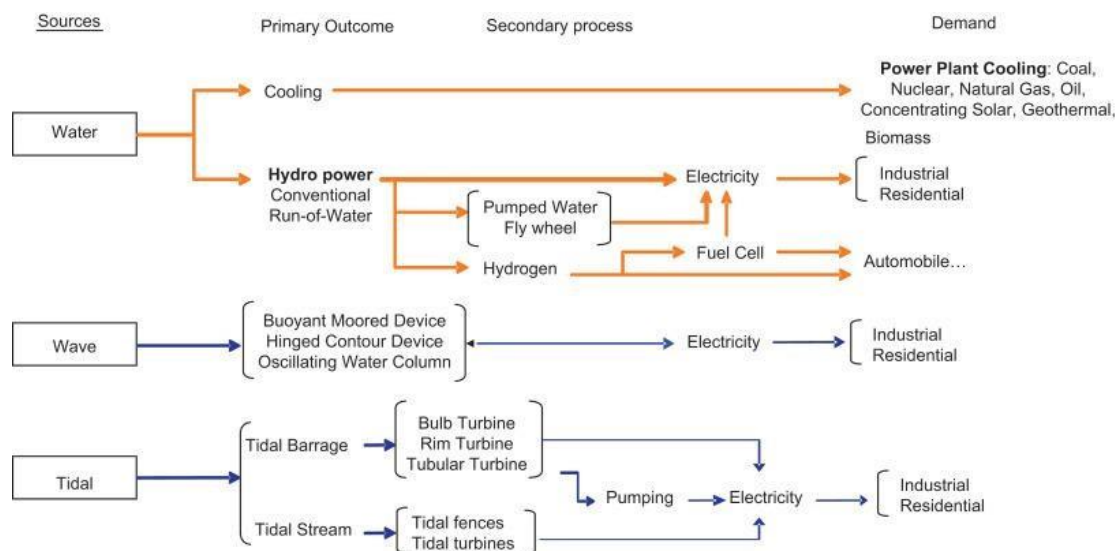 Sources
Primary Outcome
Secondary process
Demand
Water
Cooling
Power Plant Cooling: Coal,
Nuclear, Natural Gas, Oil,
Concentrating Solar, Geothermal,
Biomass
Hydro power
Conventional
Run-of-Water
Electricity
Industrial
Residential
Pumped Water
Fly wheel
Hydrogen
Fuel Cell
Automobile…
Wave
Buoyant Moored Device
Hinged Contour Device
Oscillating Water Column
Electricity
Industrial
Residential
Tidal
Tidal Barrage
Bulb Turbine
Rim Turbine
Tubular Turbine
Pumping
Electricity
Industrial
Residential
Tidal Stream
Tidal fences
Tidal turbines